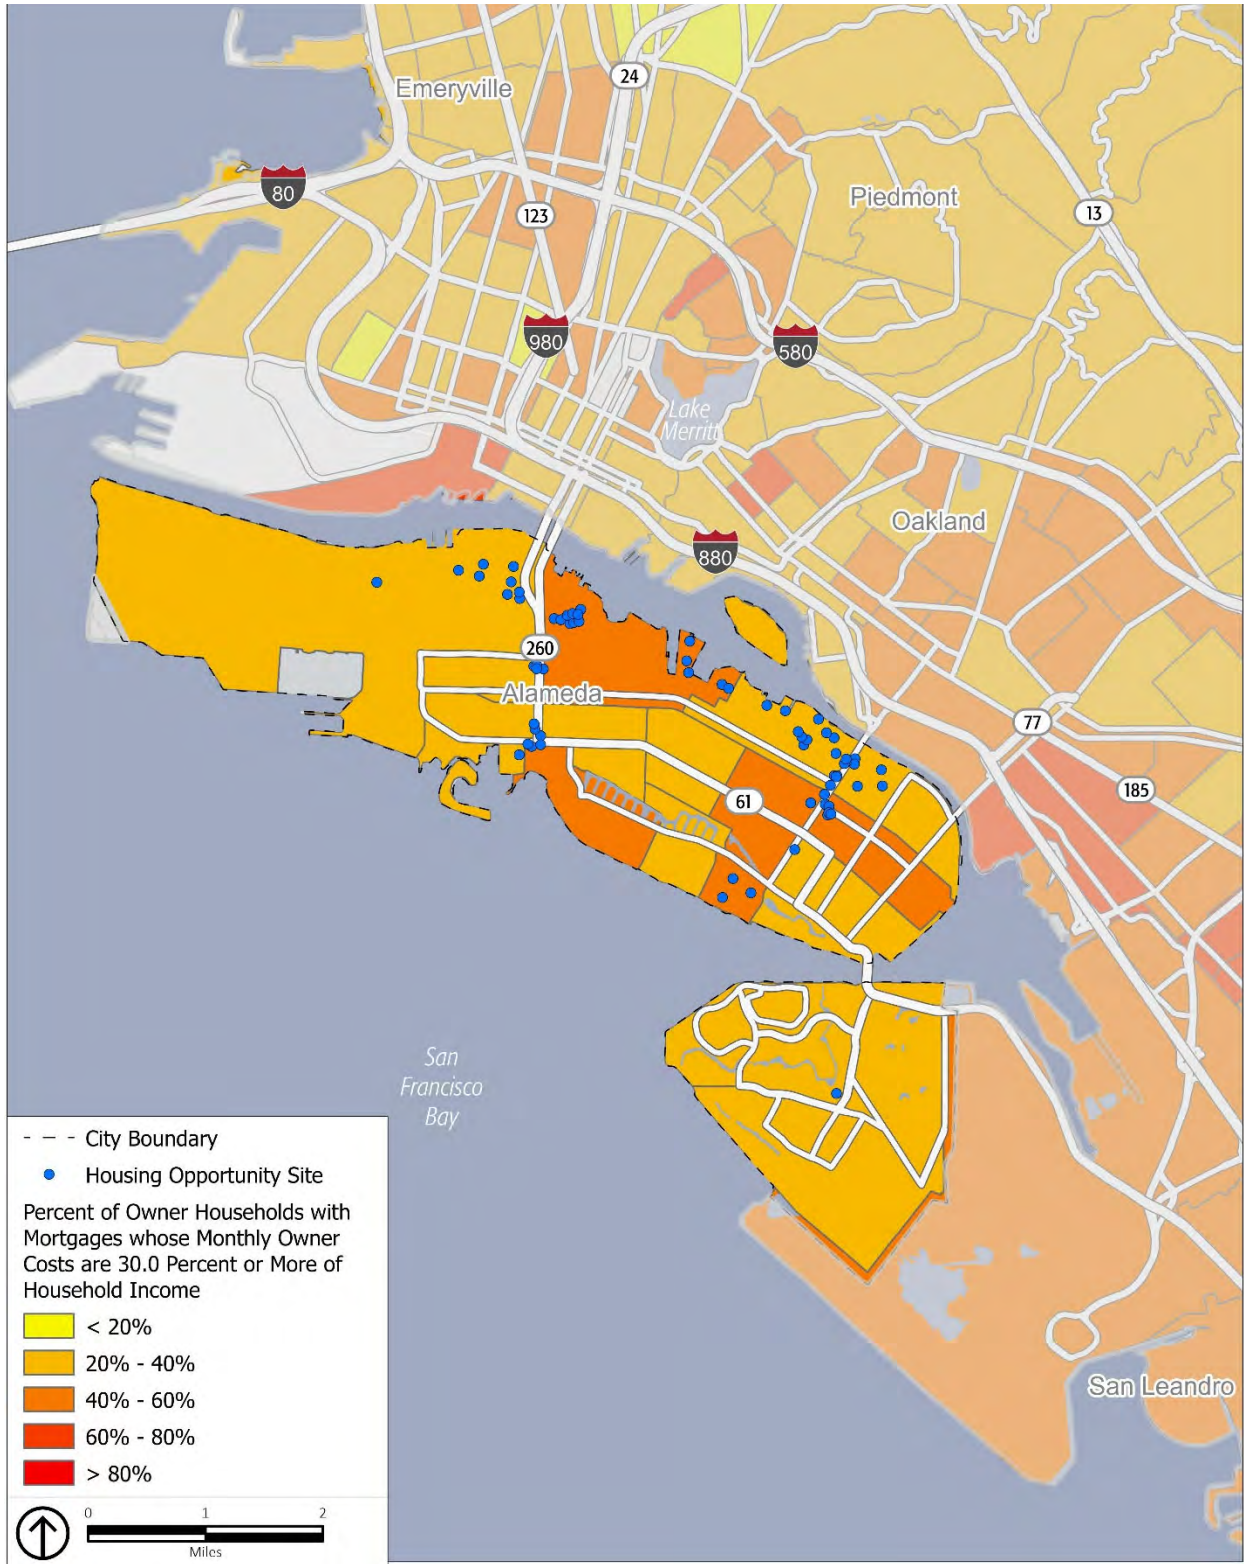 Emeryville
24
80
123
Piedmont
13
980
580
Lake
Merritt
Oakland
880
260
Alameda
77
185
61
San
Francisco
Bay
San Leandro
City Boundary
Housing Opportunity Site
Percent of Owner Households with
Mortgages whose Monthly Owner
Costs are 30.0 Percent or More of
Household Income
< 20%
20% - 40%
40% - 60%
60% - 80%
> 80%
0 1 2
Miles